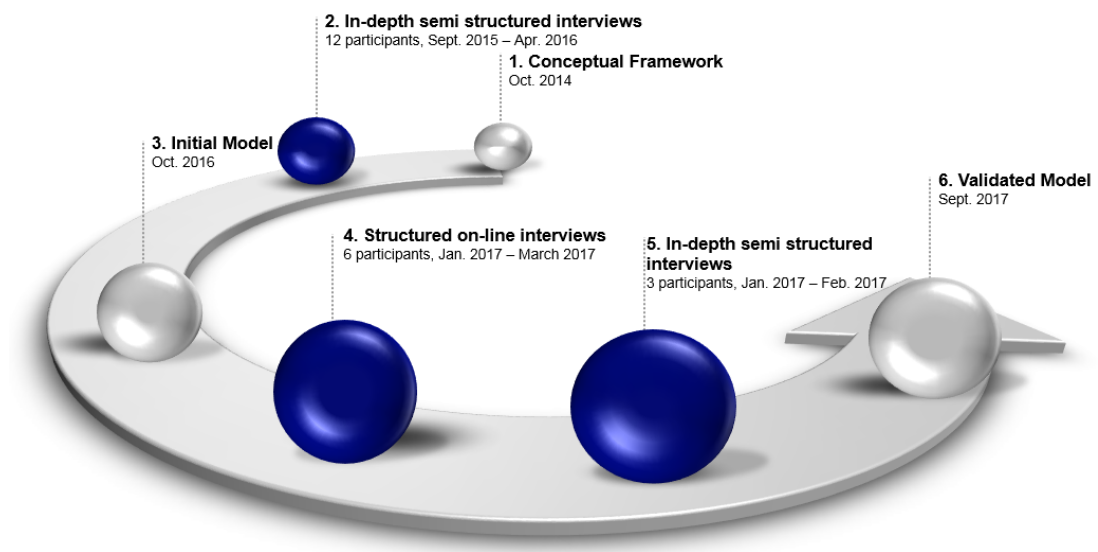 2. In-depth semi structured interviews
12 participants, Sept. 2015 – Apr. 2016
1. Conceptual Framework
Oct. 2014
3. Initial Model
Oct. 2016
6. Validated Model
Sept. 2017
4. Structured on-line interviews
6 participants, Jan. 2017 – March 2017
5. In-depth semi structured
interviews
3 participants, Jan. 2017 – Feb. 2017